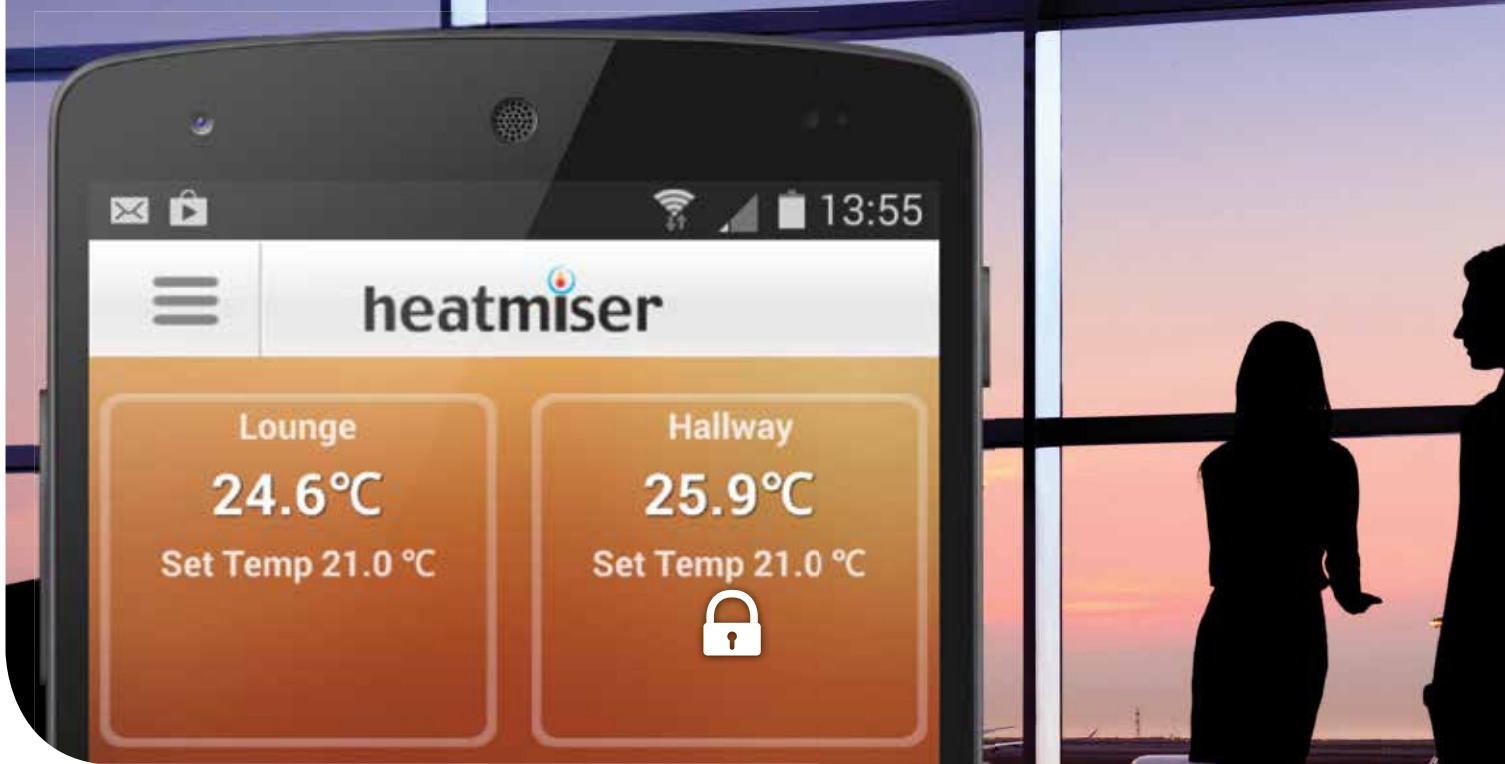 13:55
heatmiser
Lounge
24.6°C
Set Temp 21.0 °C
Hallway
25.9°C
Set Temp 21.0 °C